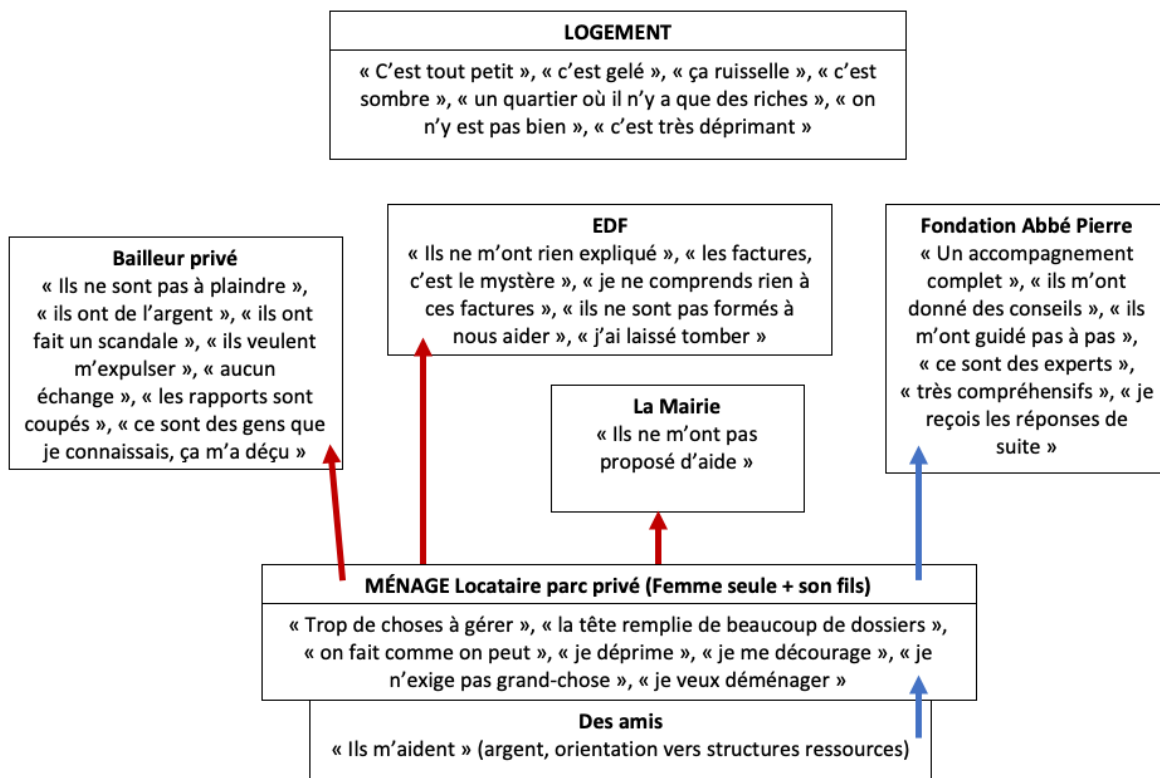 LOGEMENT
« C'est tout petit », « c'est gelé », « ça ruisselle », « c'est
sombre », « un quartier où il n'y a que des riches », « on
n'y est pas bien », « c'est très déprimant »
Bailleur privé
« Ils ne sont pas à plaindre »,
« ils ont de l'argent », « ils ont
fait un scandale », « ils veulent
m'expulser », « aucun
échange », « les rapports sont
coupés », « ce sont des gens que
je connaissais, ça m'a déçu »
EDF
« Ils ne m'ont rien expliqué », « les factures,
c'est le mystère », « je ne comprends rien à
ces factures », « ils ne sont pas formés à
nous aider », « j'ai laissé tomber »
Fondation Abbé Pierre
« Un accompagnement
complet », « ils m'ont
donné des conseils », « ils
m'ont guidé pas à pas »,
« ce sont des experts »,
« très compréhensifs », « je
reçois les réponses de
suite »
La Mairie
« Ils ne m'ont pas
proposé d'aide »
MÉNAGE Locataire parc privé (Femme seule + son fils)
« Trop de choses à gérer », « la tête remplie de beaucoup de dossiers »,
« on fait comme on peut », « je déprime », « je me décourage », « je
n'exige pas grand-chose », « je veux déménager »
Des amis
« Ils m'aident » (argent, orientation vers structures ressources)